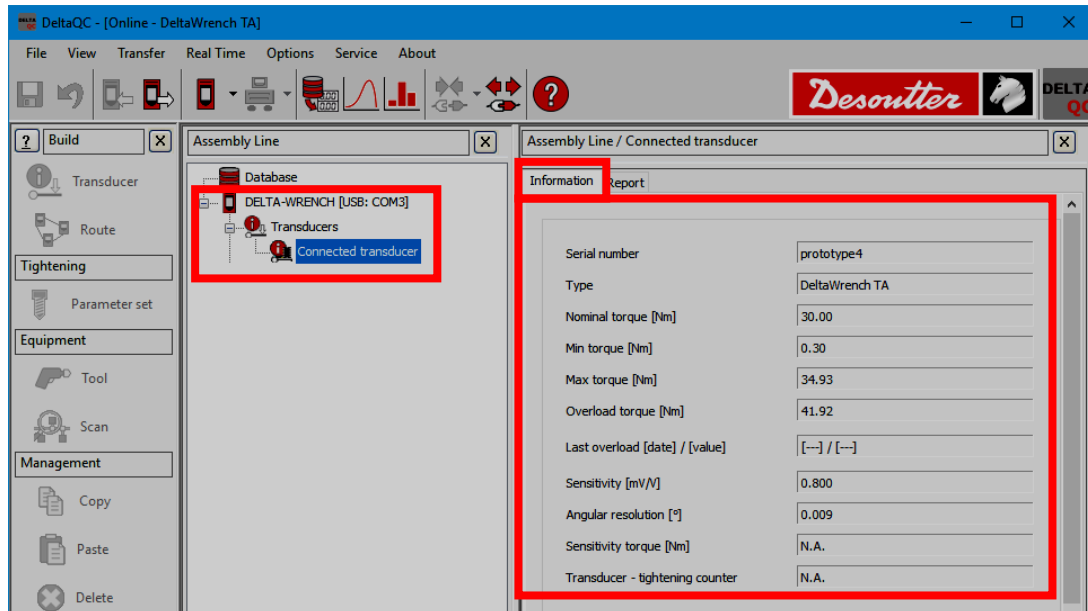 DeltaQC - [Online - DeltaWrench TA]
File View Transfer Real Time Options Service About
Desoutter
DELTA
QC
? Build X
Assembly Line X
Assembly Line / Connected transducer X
Transducer
Route
Tightening
Parameter set
Equipment
Tool
Scan
Management
Copy
Paste
Delete
Database
DELTA-WRENCH [USB: COM3]
Transducers
Connected transducer
Information Report
Serial number prototype4
Type DeltaWrench TA
Nominal torque [Nm] 30.00
Min torque [Nm] 0.30
Max torque [Nm] 34.93
Overload torque [Nm] 41.92
Last overload [date] / [value] [---] / [---]
Sensitivity [mV/V] 0.800
Angular resolution [º] 0.009
Sensitivity torque [Nm] N.A.
Transducer - tightening counter N.A.